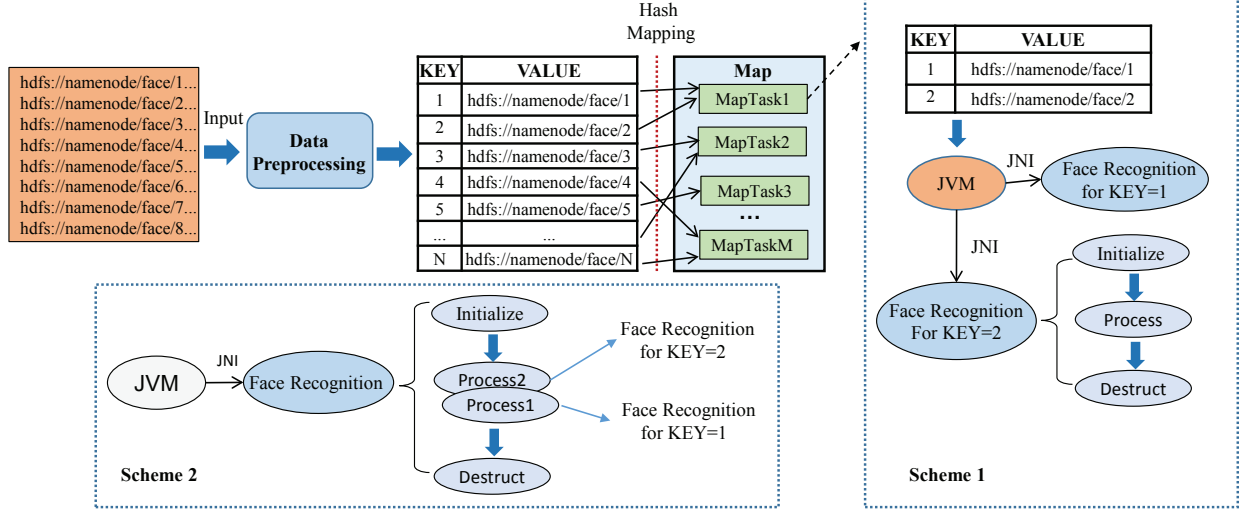 hdfs://namenode/face/1...
hdfs://namenode/face/2...
hdfs://namenode/face/3...
hdfs://namenode/face/4...
hdfs://namenode/face/5...
hdfs://namenode/face/6...
hdfs://namenode/face/7...
hdfs://namenode/face/8...
Input
Data
Preprocessing
KEY VALUE
1 hdfs://namenode/face/1
2 hdfs://namenode/face/2
3 hdfs://namenode/face/3
4 hdfs://namenode/face/4
5 hdfs://namenode/face/5
... ...
N hdfs://namenode/face/N
Hash
Mapping
Map
MapTask1
MapTask2
MapTask3
...
MapTaskM
KEY VALUE
1 hdfs://namenode/face/1
2 hdfs://namenode/face/2
JVM
JNI
Face Recognition
for KEY=1
JNI
Face Recognition
For KEY=2
Initialize
Process
Destruct
Scheme 1
JVM
JNI
Face Recognition
Initialize
Process2
Process1
Destruct
Face Recognition
for KEY=2
Face Recognition
for KEY=1
Scheme 2